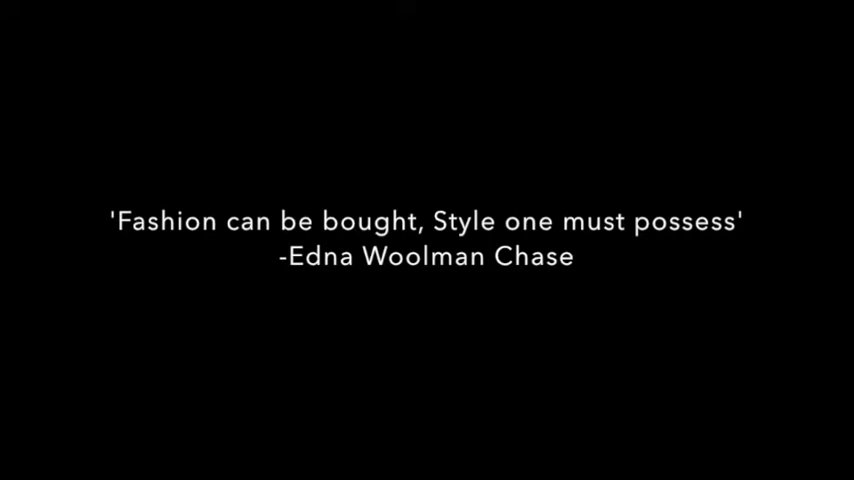 'Fashion can be bought, Style one must possess'
-Edna Woolman Chase